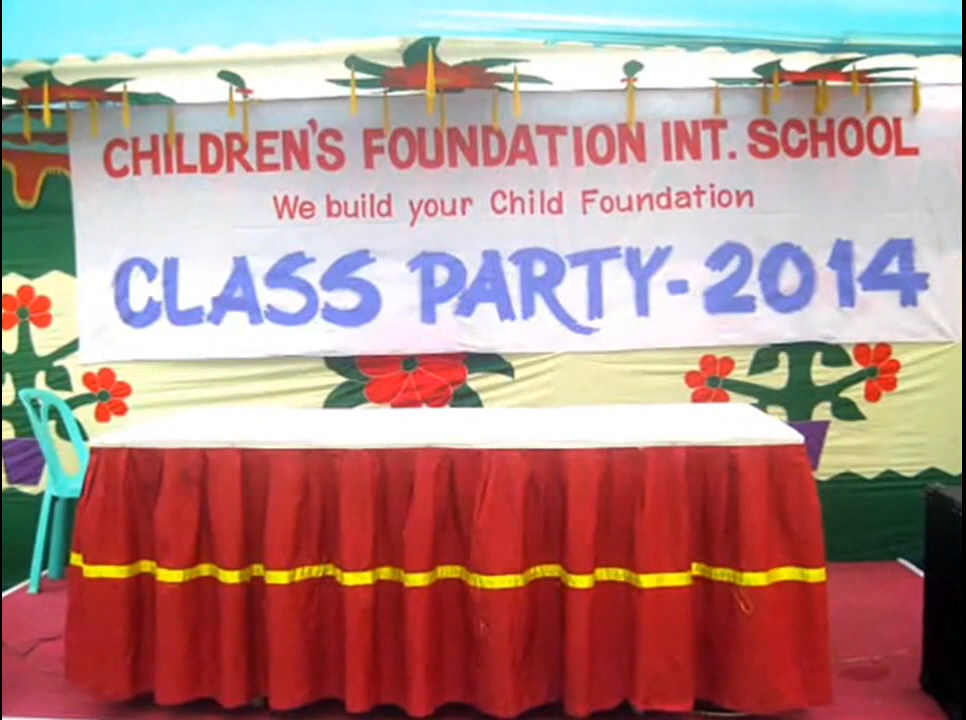 CHILDREN'S FOUNDATION INT. SCHOOL
We build your Child Foundation
CLASS PARTY-2014